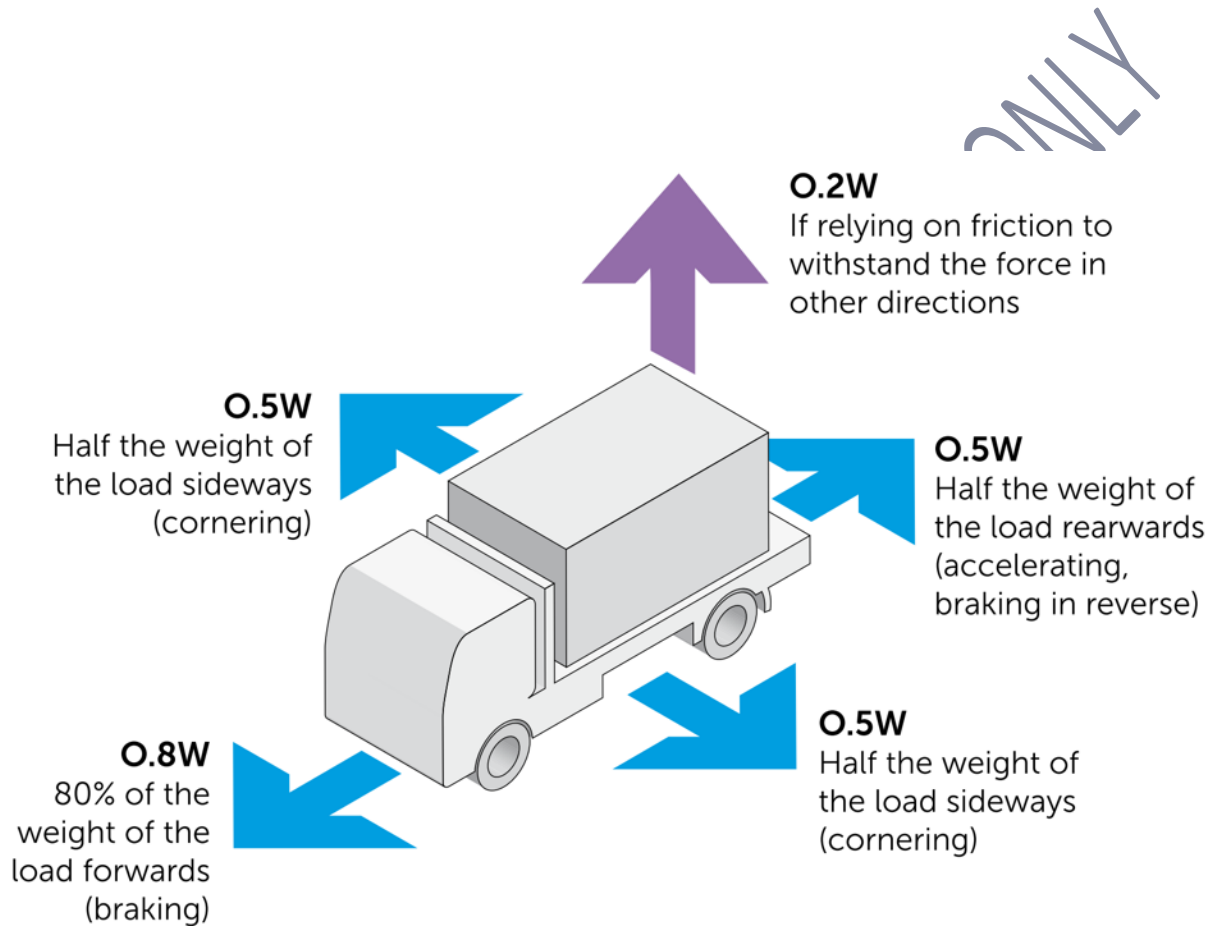 ONLY
O.2W
If relying on friction to
withstand the force in
other directions
O.5W
Half the weight of
the load sideways
(cornering)
O.5W
Half the weight of
the load rearwards
(accelerating,
braking in reverse)
O.8W
80% of the
weight of the
load forwards
(braking)
O.5W
Half the weight of
the load sideways
(cornering)